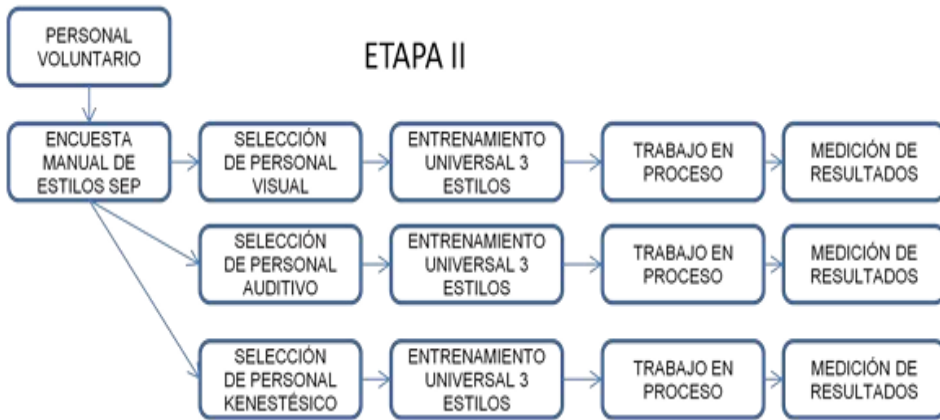 PERSONAL
VOLUNTARIO
ETAPA II
ENCUESTA
MANUAL DE
ESTILOS SEP
SELECCIÓN
DE PERSONAL
VISUAL
ENTRENAMIENTO
UNIVERSAL 3
ESTILOS
TRABAJO EN
PROCESO
MEDICIÓN DE
RESULTADOS
SELECCIÓN
DE PERSONAL
AUDITIVO
ENTRENAMIENTO
UNIVERSAL 3
ESTILOS
TRABAJO EN
PROCESO
MEDICIÓN DE
RESULTADOS
SELECCIÓN
DE PERSONAL
KENESTÉSICO
ENTRENAMIENTO
UNIVERSAL 3
ESTILOS
TRABAJO EN
PROCESO
MEDICIÓN DE
RESULTADOS